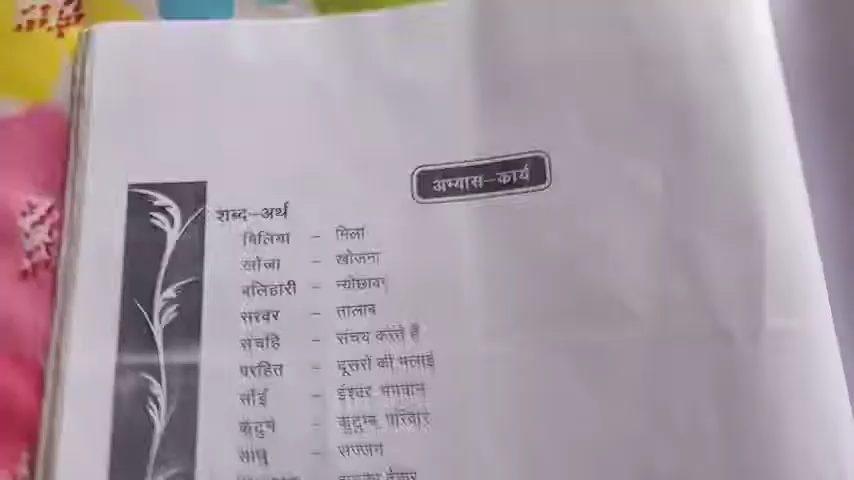 अभ्यास-कार्य
शब्द-अर्थ
मिलिया - मिला
खोजा - खोजना
बलिहारी - न्योछावर
सरवर - तालाब
संचहि - संचय करते हैं
परहित - दूसरों की भलाई
साँई - ईश्वर भगवान
कुटुम - कुटुम्ब, परिवार
साधु - सज्जन